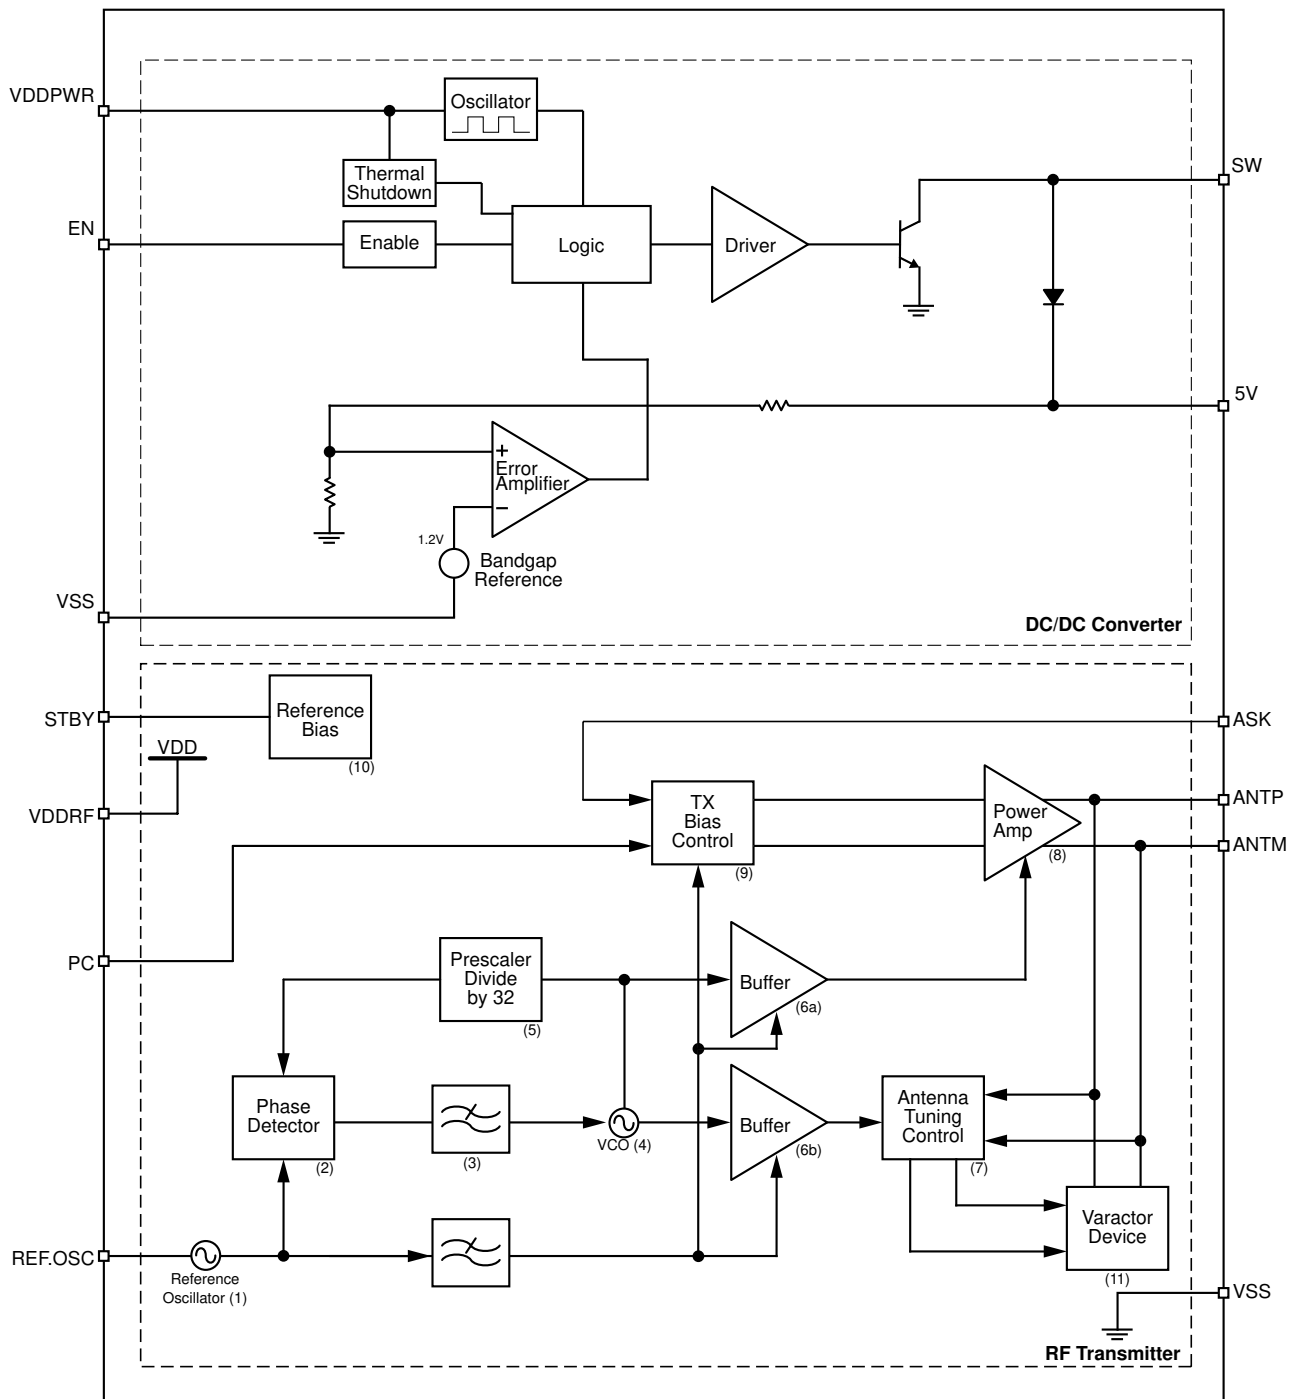 VDDPWR
Oscillator
Thermal
Shutdown
SW
EN
Enable
Logic
Driver
5V
+
Error
Amplifier
−
1.2V
Bandgap
Reference
VSS
DC/DC Converter
STBY
Reference
Bias
(10)
ASK
VDD
VDDRF
TX
Bias
Control
(9)
Power
Amp
(8)
ANTP
ANTM
PC
Prescaler
Divide
by 32
(5)
Buffer
(6a)
Phase
Detector
(2)
(3)
VCO (4)
Buffer
(6b)
Antenna
Tuning
Control
(7)
Varactor
Device
(11)
REF.OSC
Reference
Oscillator (1)
VSS
RF Transmitter